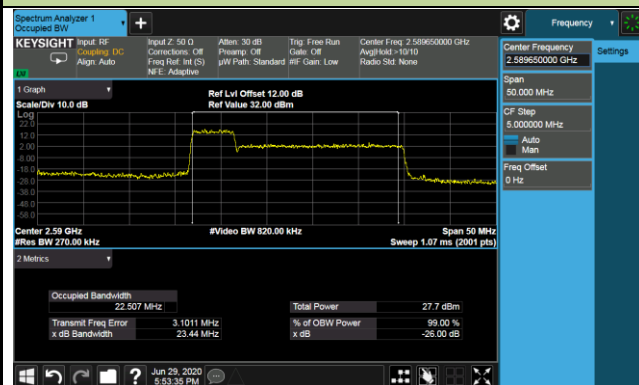 Spectrum Analyzer 1
Occupied BW
Frequency
KEYSIGHT
Input: RF
Coupling: DC
Align: Auto
Input Z: 50 Ω
Corrections: Off
Freq Ref: Int (S)
NFE: Adaptive
Atten: 30 dB
Preamp: Off
µW Path: Standard
Trig: Free Run
Gate: Off
#IF Gain: Low
Center Freq: 2.589650000 GHz
Avg|Hold:>10/10
Radio Std: None
Center Frequency
2.589650000 GHz
Settings
Span
50.000 MHz
CF Step
5.000000 MHz
Auto
Man
Freq Offset
0 Hz
1 Graph
Scale/Div 10.0 dB
Ref Lvl Offset 12.00 dB
Ref Value 32.00 dBm
Log
22.0
12.0
2.00
-8.00
-18.0
-28.0
-38.0
-48.0
-58.0
Center 2.59 GHz
#Res BW 270.00 kHz
#Video BW 820.00 kHz
Span 50 MHz
Sweep 1.07 ms (2001 pts)
2 Metrics
Occupied Bandwidth
22.507 MHz
Total Power 27.7 dBm
Transmit Freq Error 3.1011 MHz
% of OBW Power 99.00 %
x dB Bandwidth 23.44 MHz
x dB -26.00 dB
Jun 29, 2020
5:53:35 PM